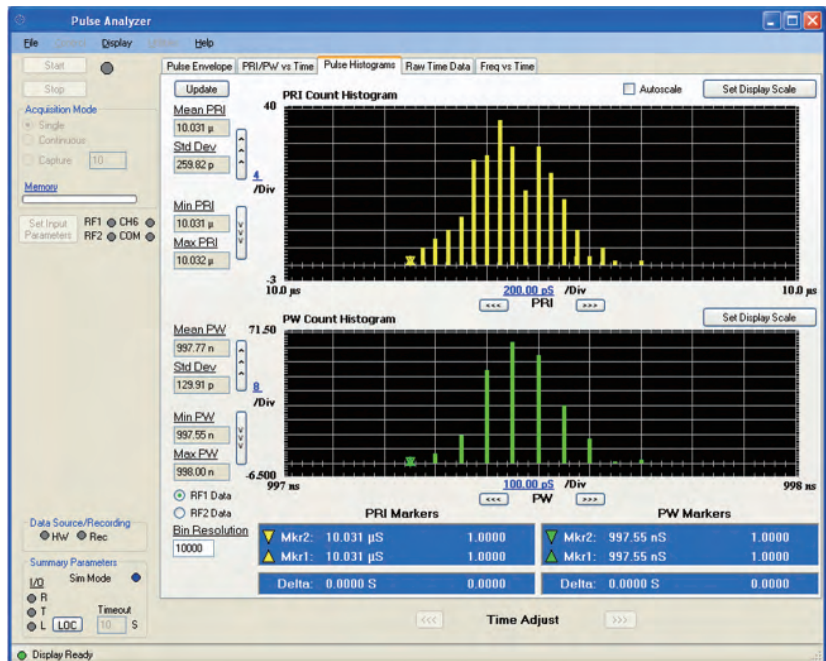 Pulse Analyzer
File Display Help
Start
Stop
Acquisition Mode
Single
Continuous
Capture 10
Memory
Set Input Parameters
RF1 CH6
RF2 COM
Pulse Envelope PRI/PW vs Time Pulse Histograms Raw Time Data Freq vs Time
Update
PRI Count Histogram
Autoscale
Set Display Scale
Mean PRI
10.031 µ
Std Dev
259.82 p
Min PRI
10.031 µ
Max PRI
10.032 µ
40
4
/Div
-3
10.0 µs
200.00 pS /Div
10.0 µs
<<< PRI >>>
PW Count Histogram
Set Display Scale
Mean PW
997.77 n
Std Dev
129.91 p
Min PW
997.55 n
Max PW
998.00 n
71.50
8
/Div
-6.500
997 ns
100.00 pS /Div
998 ns
<<< PW >>>
RF1 Data
RF2 Data
Bin Resolution
10000
PRI Markers
Mkr2: 10.031 µS 1.0000
Mkr1: 10.031 µS 1.0000
Delta: 0.0000 S 0.0000
PW Markers
Mkr2: 997.55 nS 1.0000
Mkr1: 997.55 nS 1.0000
Delta: 0.0000 S 0.0000
<<< Time Adjust >>>
Data Source/Recording
HW Rec
Summary Parameters
I/O Sim Mode
R
T Timeout
L LOC 10 S
Display Ready